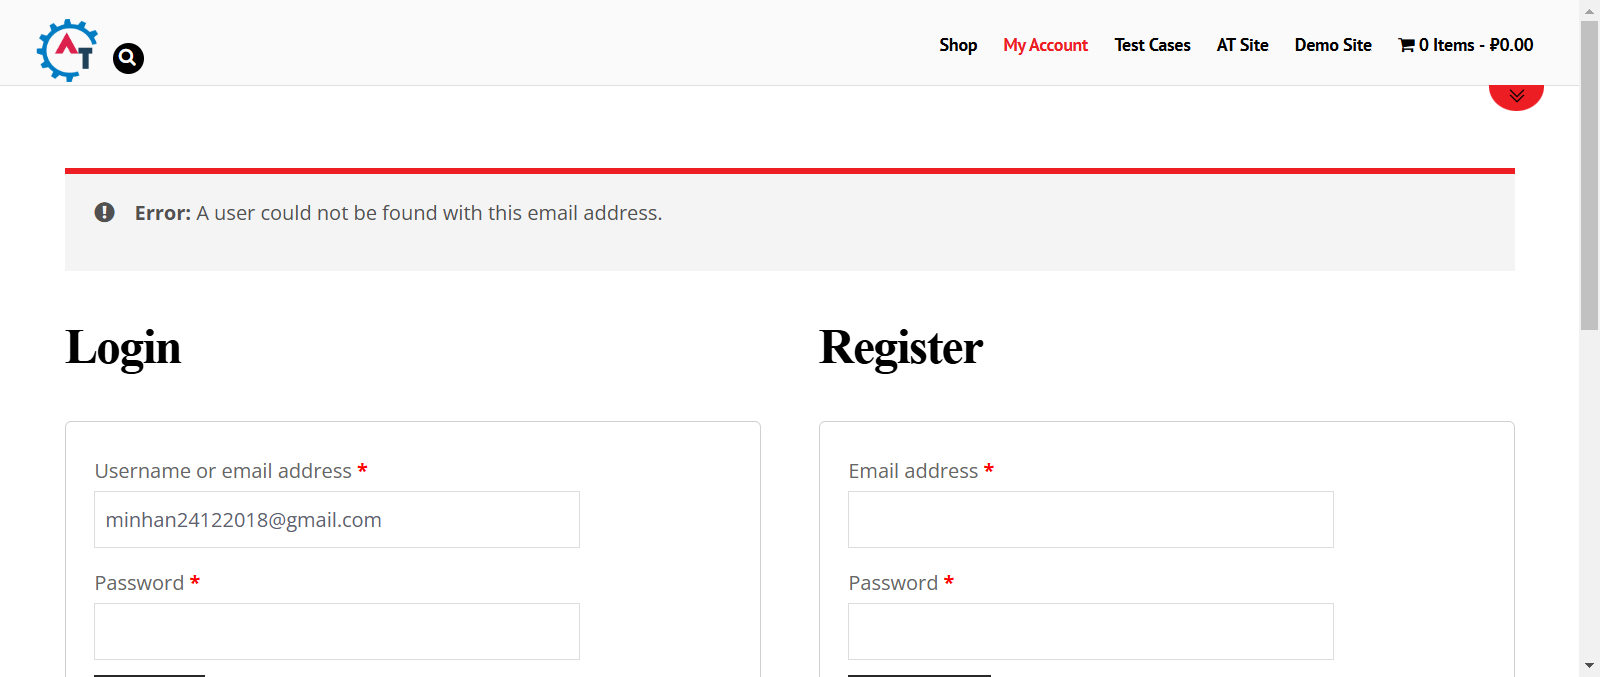 AT
Shop My Account Test Cases AT Site Demo Site 0 Items - ₽0.00
Error: A user could not be found with this email address.
Login
Register
Username or email address *
minhan24122018@gmail.com
Password *
Email address *
Password *